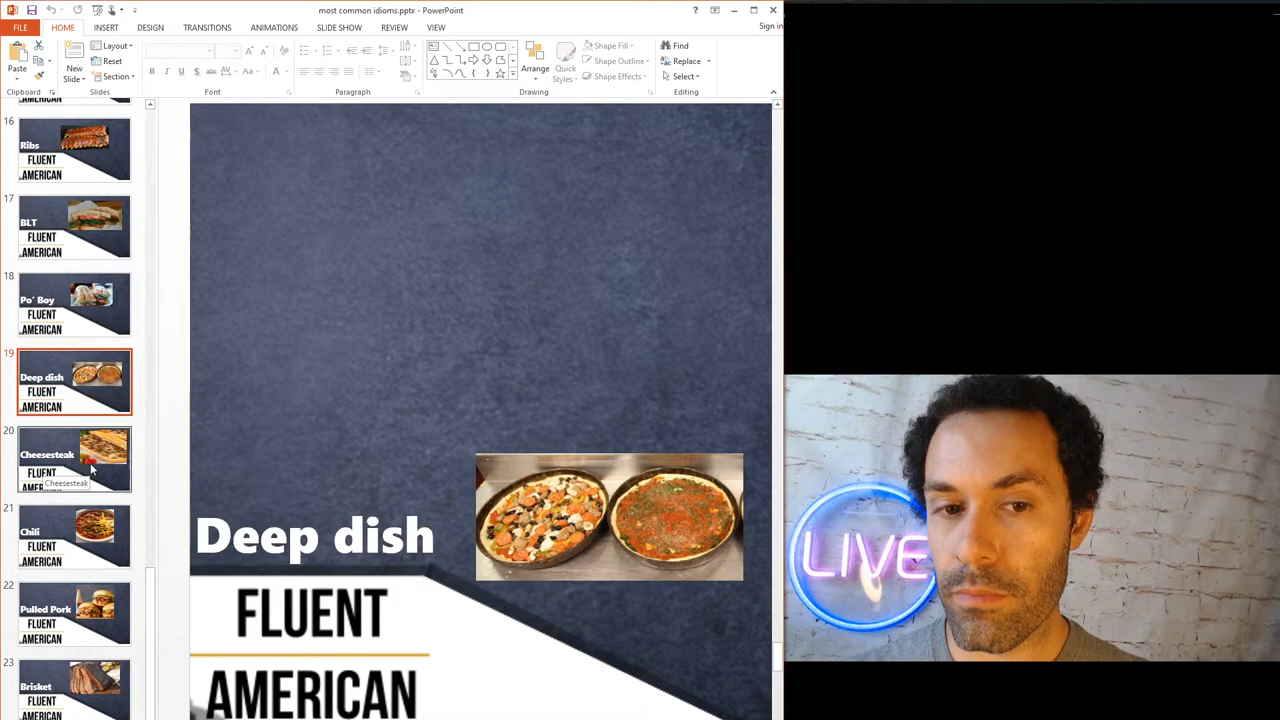 most common idioms.pptx - PowerPoint
Sign in
FILE
HOME
INSERT
DESIGN
TRANSITIONS
ANIMATIONS
SLIDE SHOW
REVIEW
VIEW
Paste
New
Slide
Layout
Reset
Section
Arrange
Quick
Styles
Shape Fill
Shape Outline
Shape Effects
Find
Replace
Select
Clipboard
Slides
Font
Paragraph
Drawing
Editing
AMERICAN
16
Ribs
FLUENT
AMERICAN
17
BLT
FLUENT
AMERICAN
18
Po' Boy
FLUENT
AMERICAN
19
Deep dish
FLUENT
AMERICAN
20
Cheesesteak
FLUENT
Cheesesteak
21
Chili
FLUENT
AMERICAN
22
Pulled Pork
FLUENT
AMERICAN
23
Brisket
FLUENT
AMERICAN
Deep dish
FLUENT
AMERICAN
LIVE